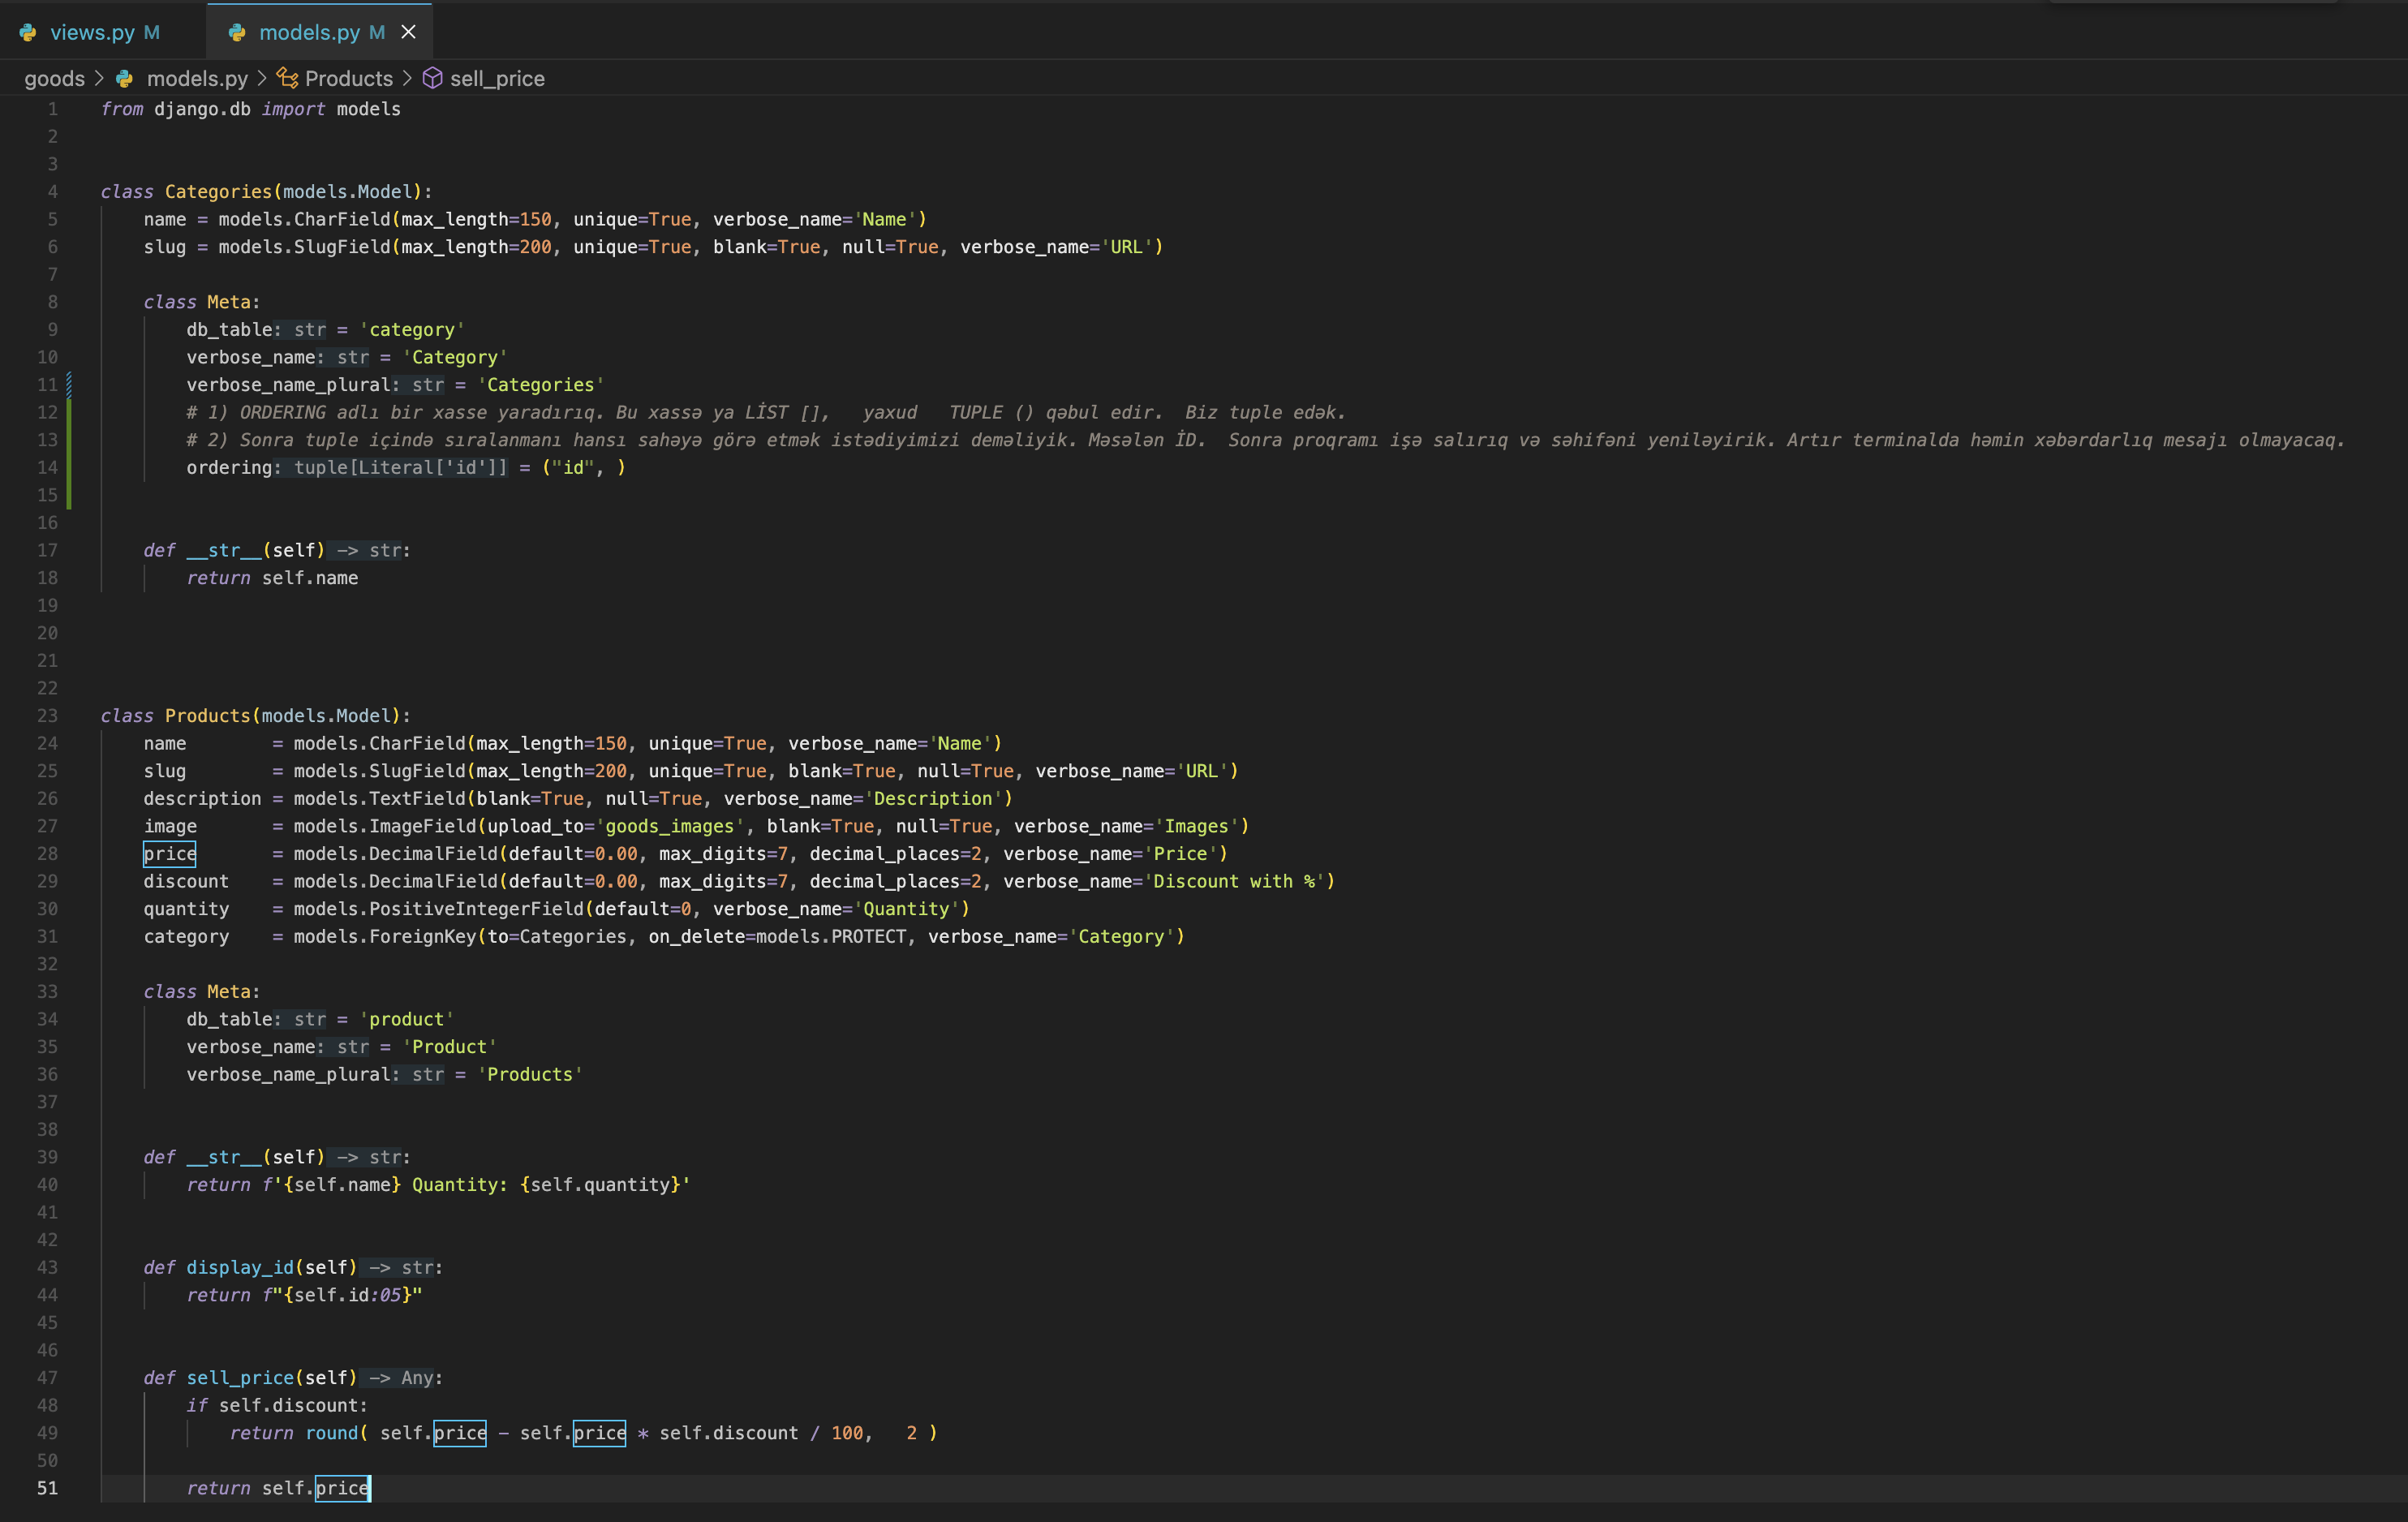 views.py M models.py M
goods > models.py > Products > sell_price
1 from django.db import models
2
3
4 class Categories(models.Model):
5     name = models.CharField(max_length=150, unique=True, verbose_name='Name')
6     slug = models.SlugField(max_length=200, unique=True, blank=True, null=True, verbose_name='URL')
7
8     class Meta:
9         db_table: str = 'category'
10         verbose_name: str = 'Category'
11         verbose_name_plural: str = 'Categories'
12         # 1) ORDERING adlı bir xasse yaradırıq. Bu xassə ya LİST [],   yaxud   TUPLE () qəbul edir.  Biz tuple edək.
13         # 2) Sonra tuple içində sıralanmanı hansı sahəyə görə etmək istədiyimizi deməliyik. Məsələn İD.  Sonra proqramı işə salırıq və səhifəni yeniləyirik. Artır terminalda həmin xəbərdarlıq mesajı olmayacaq.
14         ordering: tuple[Literal['id']] = ("id", )
15
16
17     def __str__(self) -> str:
18         return self.name
19
20
21
22
23 class Products(models.Model):
24     name        = models.CharField(max_length=150, unique=True, verbose_name='Name')
25     slug        = models.SlugField(max_length=200, unique=True, blank=True, null=True, verbose_name='URL')
26     description = models.TextField(blank=True, null=True, verbose_name='Description')
27     image       = models.ImageField(upload_to='goods_images', blank=True, null=True, verbose_name='Images')
28     price       = models.DecimalField(default=0.00, max_digits=7, decimal_places=2, verbose_name='Price')
29     discount    = models.DecimalField(default=0.00, max_digits=7, decimal_places=2, verbose_name='Discount with %')
30     quantity    = models.PositiveIntegerField(default=0, verbose_name='Quantity')
31     category    = models.ForeignKey(to=Categories, on_delete=models.PROTECT, verbose_name='Category')
32
33     class Meta:
34         db_table: str = 'product'
35         verbose_name: str = 'Product'
36         verbose_name_plural: str = 'Products'
37
38
39     def __str__(self) -> str:
40         return f'{self.name} Quantity: {self.quantity}'
41
42
43     def display_id(self) -> str:
44         return f"{self.id:05}"
45
46
47     def sell_price(self) -> Any:
48         if self.discount:
49             return round( self.price - self.price * self.discount / 100,   2 )
50
51         return self.price